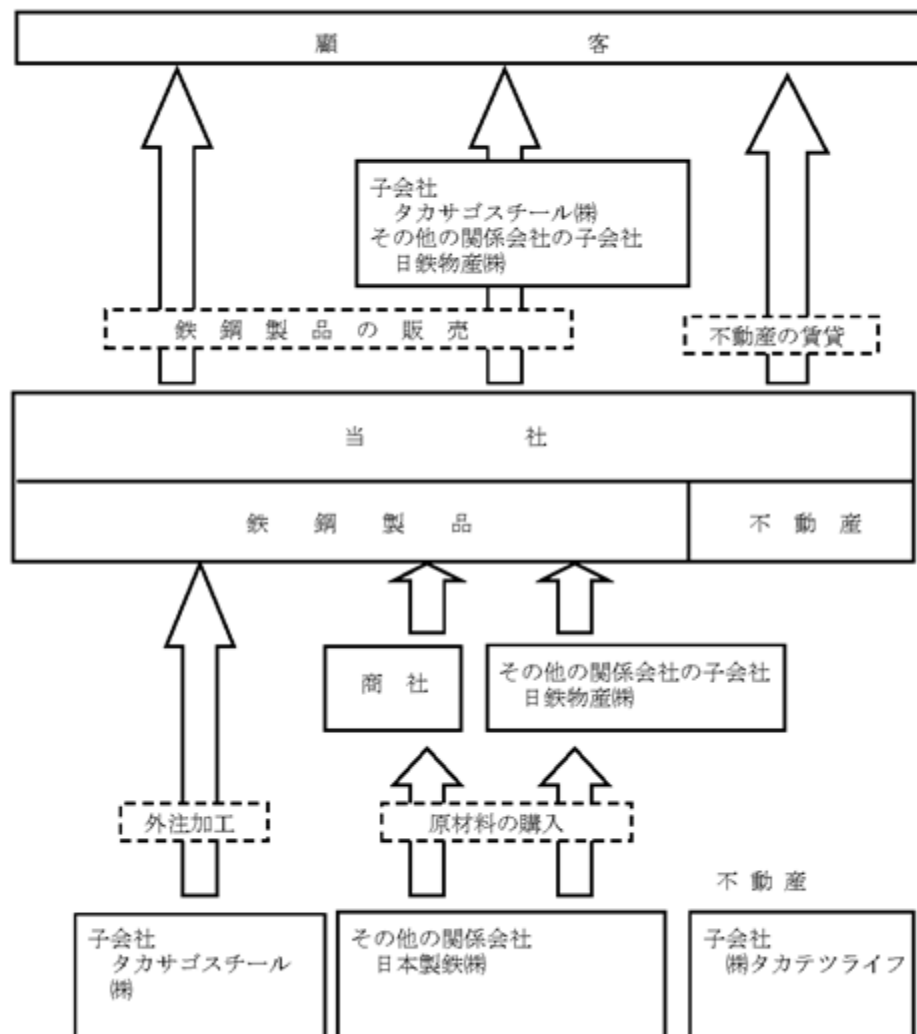 顧客
子会社
タカサゴスチール㈱
その他の関係会社の子会社
日鉄物産㈱
鉄鋼製品の販売
不動産の賃貸
当社
鉄鋼製品
不動産
商社
その他の関係会社の子会社
日鉄物産㈱
外注加工
原材料の購入
不動産
子会社
タカサゴスチール
㈱
その他の関係会社
日本製鉄㈱
子会社
㈱タカテツライフ